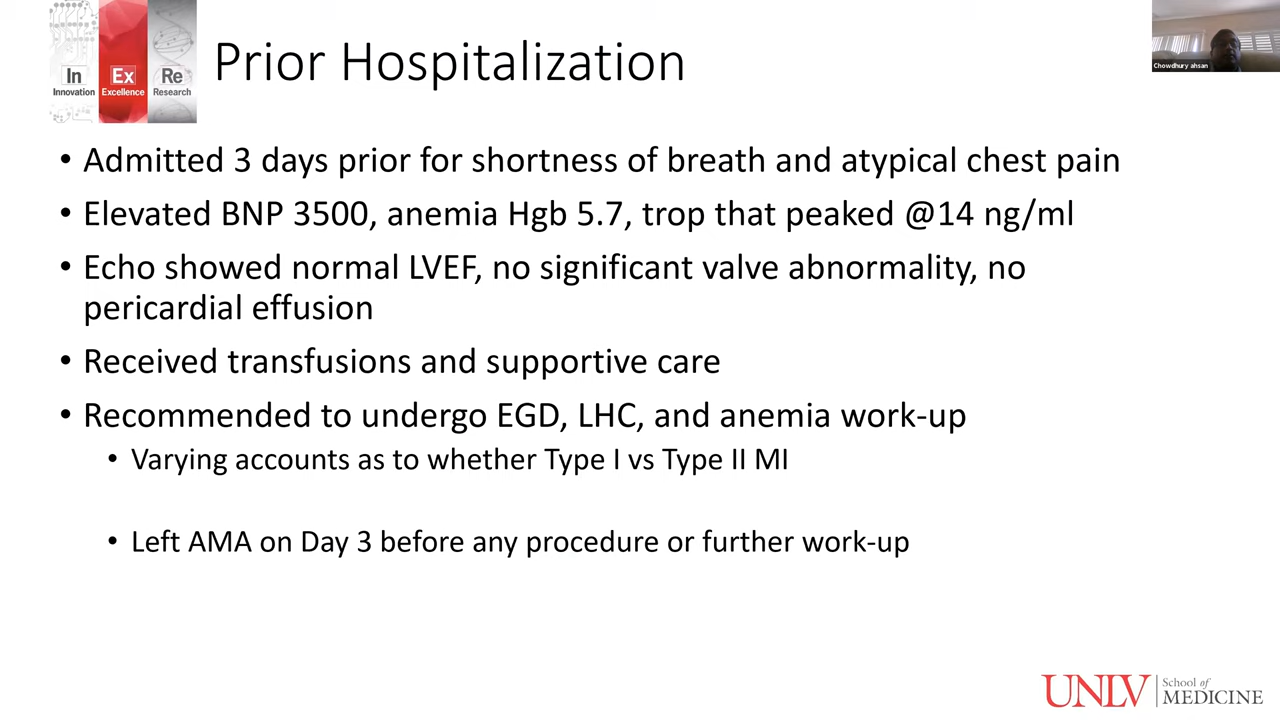 In
Innovation
Ex
Excellence
Re
Research
Prior Hospitalization
Chowdhury ahsan
• Admitted 3 days prior for shortness of breath and atypical chest pain
• Elevated BNP 3500, anemia Hgb 5.7, trop that peaked @14 ng/ml
• Echo showed normal LVEF, no significant valve abnormality, no
pericardial effusion
• Received transfusions and supportive care
• Recommended to undergo EGD, LHC, and anemia work-up
• Varying accounts as to whether Type I vs Type II MI
• Left AMA on Day 3 before any procedure or further work-up
UNLV
School of
MEDICINE